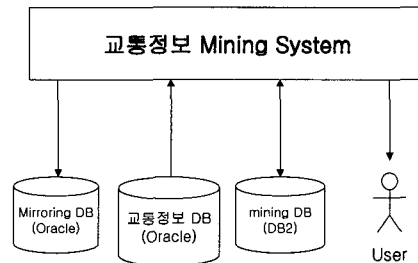 교통정보 Mining System
Mirroring DB
(Oracle)
교통정보 DB
(Oracle)
mining DB
(DB2)
User